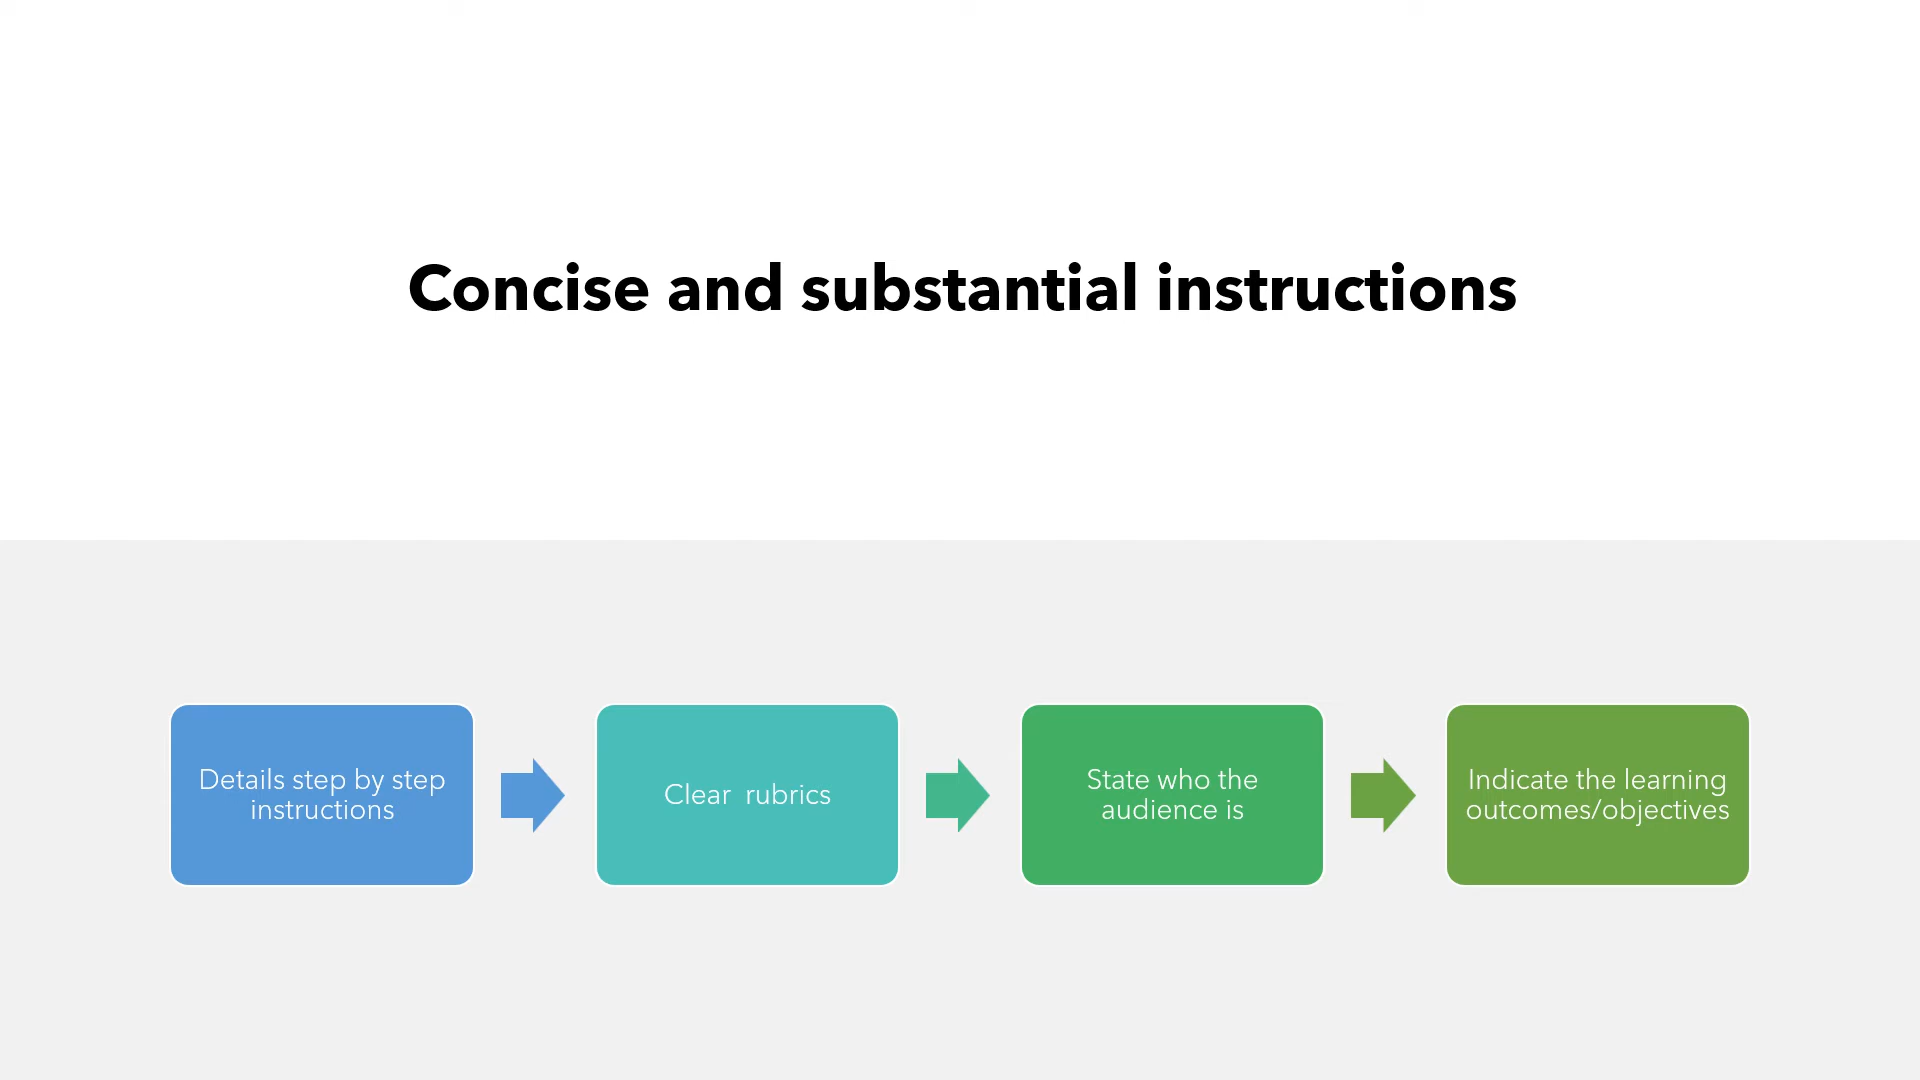 Concise and substantial instructions
Details step by step
instructions
Clear  rubrics
State who the
audience is
Indicate the learning
outcomes/objectives